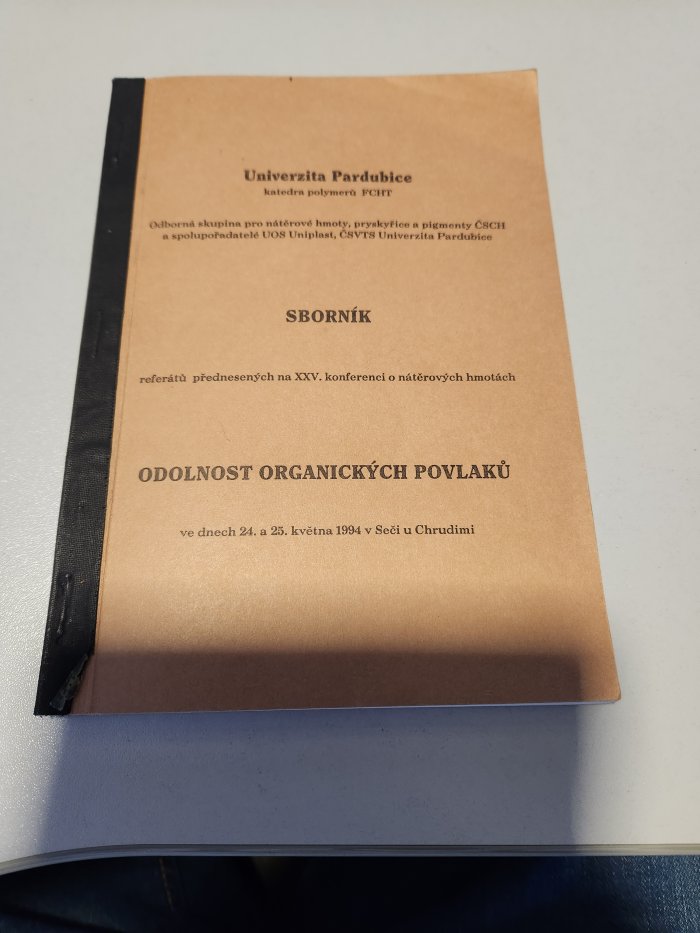 Univerzita Pardubice
katedra polymerů FCHT
Odborná skupina pro nátěrové hmoty, pryskyřice a pigmenty ČSCH
a spolupořadatelé UOS Uniplast, ČSVTS Univerzita Pardubice
SBORNÍK
referátů přednesených na XXV. konferenci o nátěrových hmotách
ODOLNOST ORGANICKÝCH POVLAKŮ
ve dnech 24. a 25. května 1994 v Seči u Chrudimi